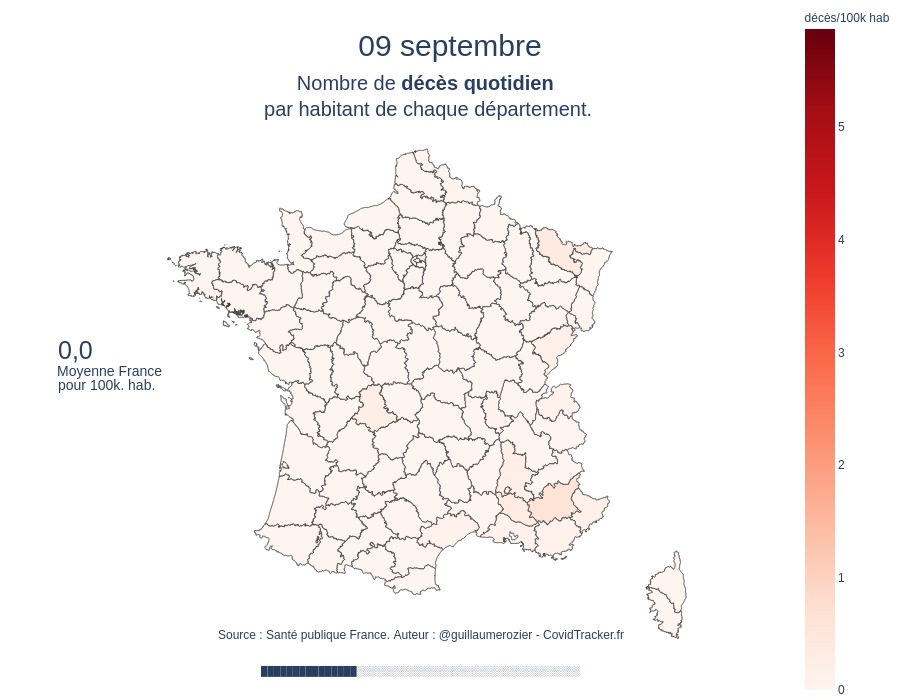 décès/100k hab
09 septembre
Nombre de décès quotidien
par habitant de chaque département.
5
4
3
2
1
0
0,0
Moyenne France
pour 100k. hab.
Source : Santé publique France. Auteur : @guillaumerozier - CovidTracker.fr